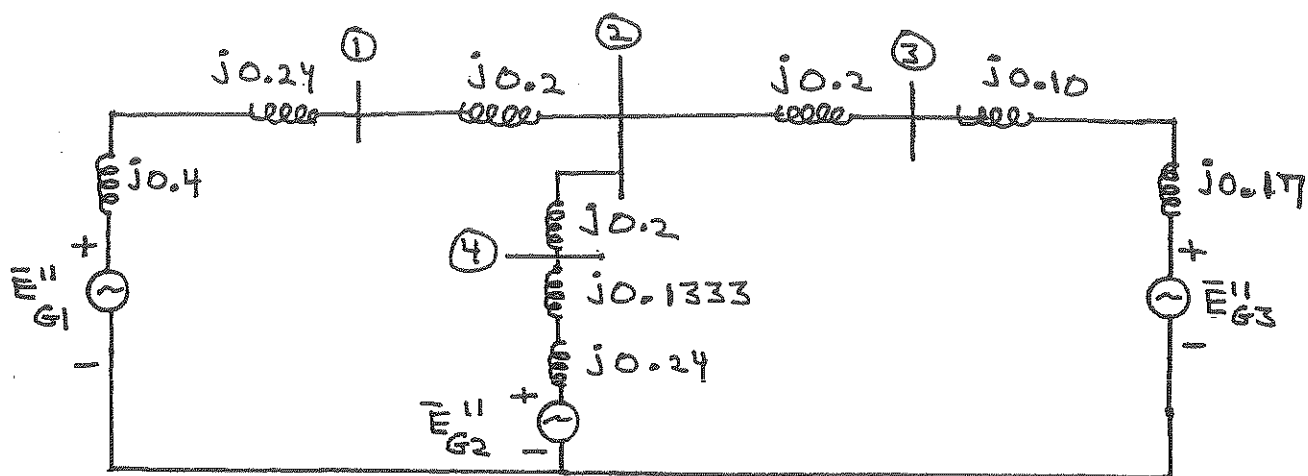 ① ② ③
j0.24 j0.2 j0.2 j0.10
j0.4 j0.17
j0.2
④
j0.1333
+ +
Ē"G1 Ē"G3
- -
j0.24
+
Ē"G2
-